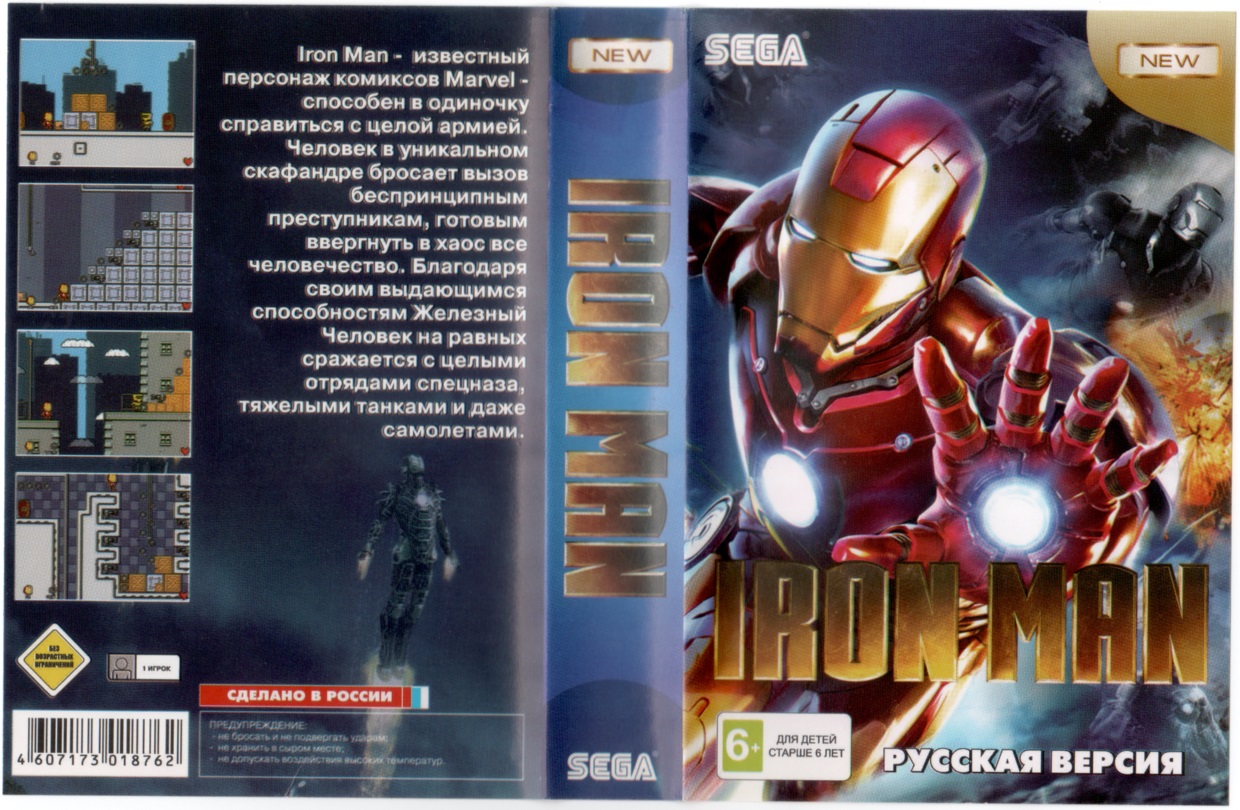 Iron Man - известный
персонаж комиксов Marvel -
способен в одиночку
справиться с целой армией.
Человек в уникальном
скафандре бросает вызов
беспринципным
преступникам, готовым
ввергнуть в хаос все
человечество. Благодаря
своим выдающимся
способностям Железный
Человек на равных
сражается с целыми
отрядами спецназа,
тяжелыми танками и даже
самолетами.
БЕЗ
ВОЗРАСТНЫХ
ОГРАНИЧЕНИЙ
1 ИГРОК
СДЕЛАНО В РОССИИ
ПРЕДУПРЕЖДЕНИЕ:
- не бросать и не подвергать ударам;
- не хранить в сыром месте;
- не допускать воздействия высоких температур.
4 607173 018762
NEW
IRON MAN
SEGA
SEGA®
NEW
IRON MAN
6+
ДЛЯ ДЕТЕЙ
СТАРШЕ 6 ЛЕТ
РУССКАЯ ВЕРСИЯ